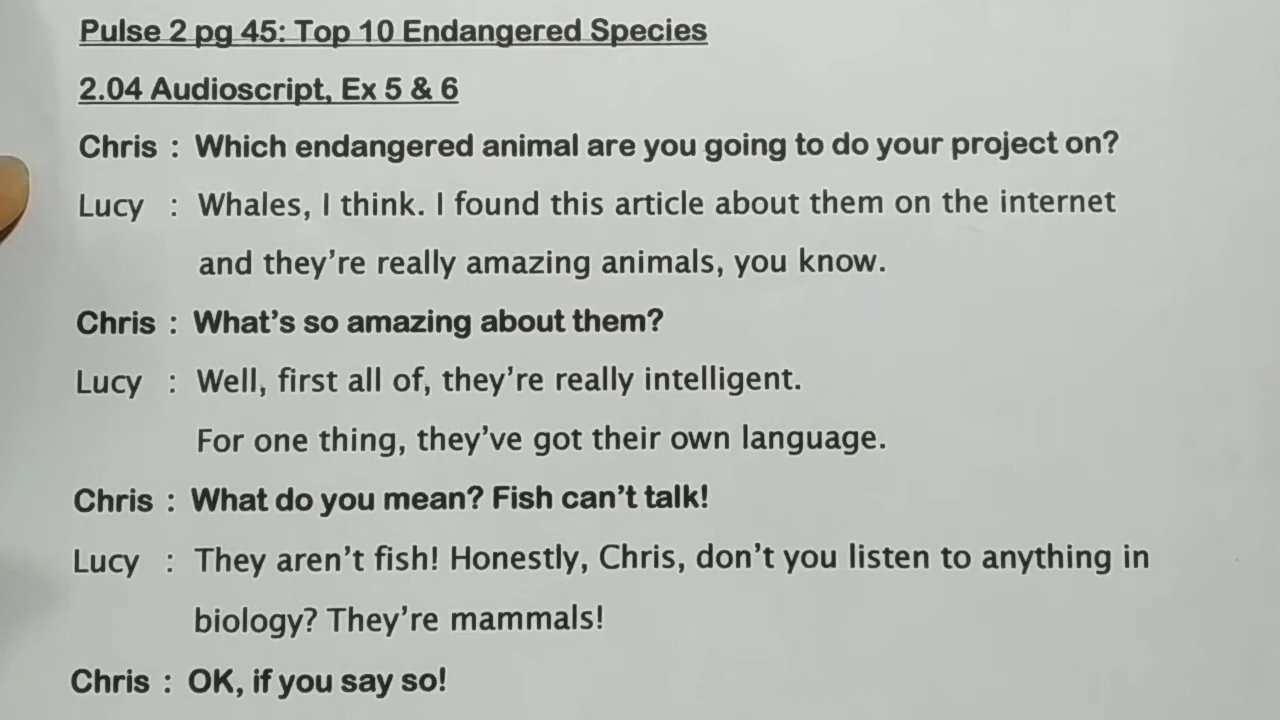 Pulse 2 pg 45: Top 10 Endangered Species
2.04 Audioscript, Ex 5 & 6
Chris : Which endangered animal are you going to do your project on?
Lucy : Whales, I think. I found this article about them on the internet
and they're really amazing animals, you know.
Chris : What's so amazing about them?
Lucy : Well, first all of, they're really intelligent.
For one thing, they've got their own language.
Chris : What do you mean? Fish can't talk!
Lucy : They aren't fish! Honestly, Chris, don't you listen to anything in
biology? They're mammals!
Chris : OK, if you say so!